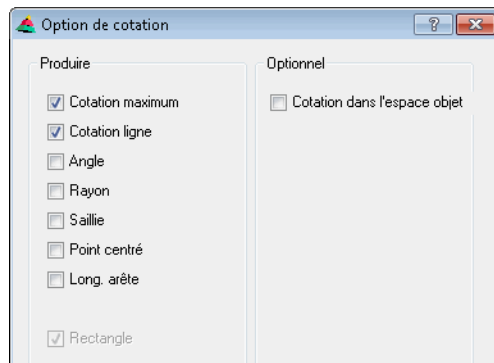 Option de cotation
Produire
Cotation maximum
Cotation ligne
Angle
Rayon
Saillie
Point centré
Long. arête
Rectangle
Optionnel
Cotation dans l'espace objet